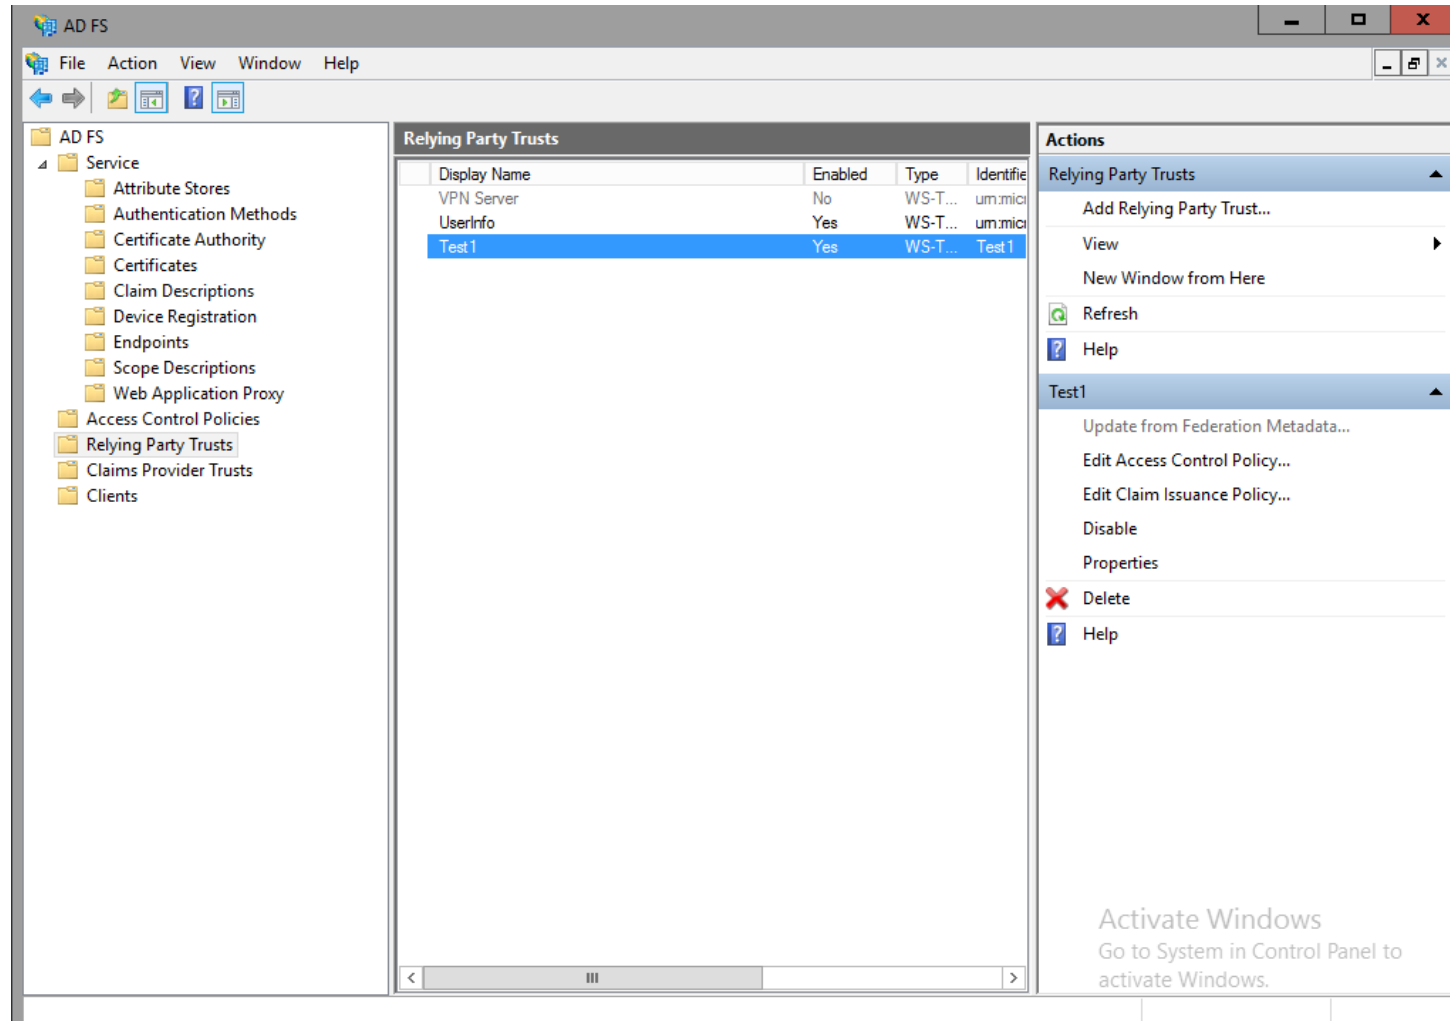 AD FS
File Action View Window Help
AD FS
Service
Attribute Stores
Authentication Methods
Certificate Authority
Certificates
Claim Descriptions
Device Registration
Endpoints
Scope Descriptions
Web Application Proxy
Access Control Policies
Relying Party Trusts
Claims Provider Trusts
Clients
Relying Party Trusts
Display Name Enabled Type Identifie
VPN Server No WS-T... urn:micr
UserInfo Yes WS-T... urn:micr
Test1 Yes WS-T... Test1
Actions
Relying Party Trusts
Add Relying Party Trust...
View
New Window from Here
Refresh
Help
Test1
Update from Federation Metadata...
Edit Access Control Policy...
Edit Claim Issuance Policy...
Disable
Properties
Delete
Help
Activate Windows
Go to System in Control Panel to
activate Windows.